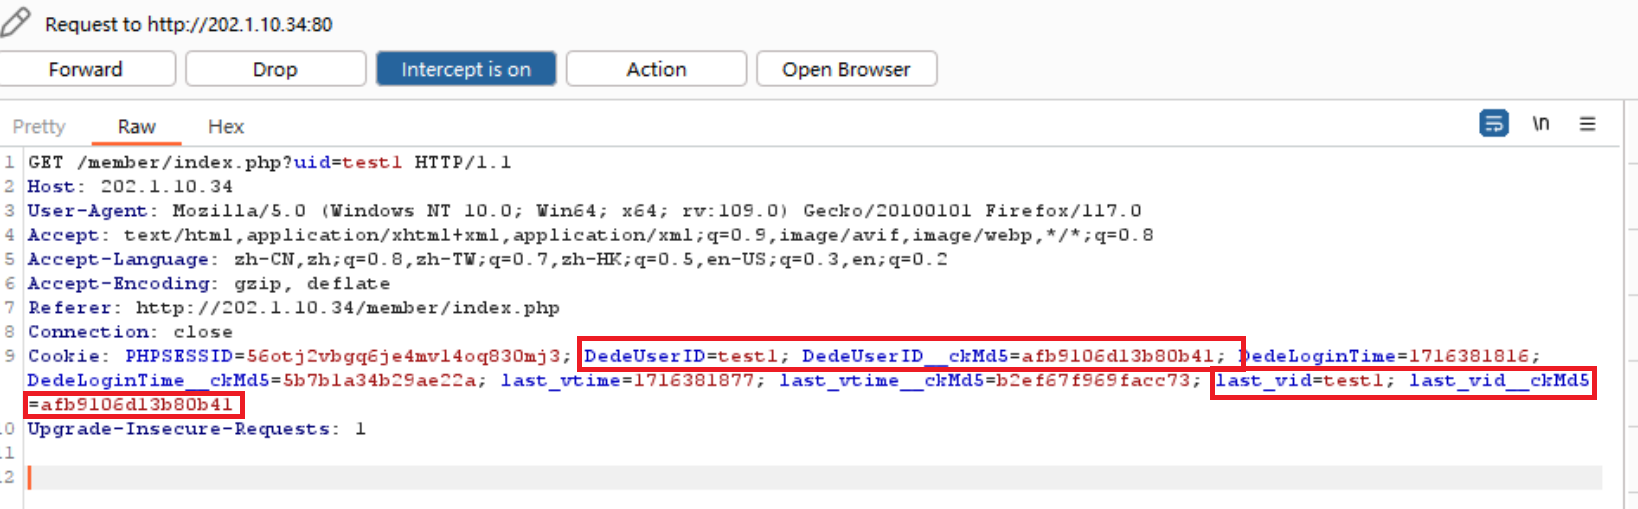 Request to http://202.1.10.34:80
Forward Drop Intercept is on Action Open Browser
Pretty Raw Hex \n
1 GET /member/index.php?uid=test1 HTTP/1.1
2 Host: 202.1.10.34
3 User-Agent: Mozilla/5.0 (Windows NT 10.0; Win64; x64; rv:109.0) Gecko/20100101 Firefox/117.0
4 Accept: text/html,application/xhtml+xml,application/xml;q=0.9,image/avif,image/webp,*/*;q=0.8
5 Accept-Language: zh-CN,zh;q=0.8,zh-TW;q=0.7,zh-HK;q=0.5,en-US;q=0.3,en;q=0.2
6 Accept-Encoding: gzip, deflate
7 Referer: http://202.1.10.34/member/index.php
8 Connection: close
9 Cookie: PHPSESSID=56otj2vbgq6je4mvl4oq830mj3; DedeUserID=test1; DedeUserID__ckMd5=afb9106d13b80b41; DedeLoginTime=1716381816;
DedeLoginTime__ckMd5=5b7b1a34b29ae22a; last_vtime=1716381877; last_vtime__ckMd5=b2ef67f969facc73; last_vid=test1; last_vid__ckMd5
=afb9106d13b80b41
10 Upgrade-Insecure-Requests: 1
11
12